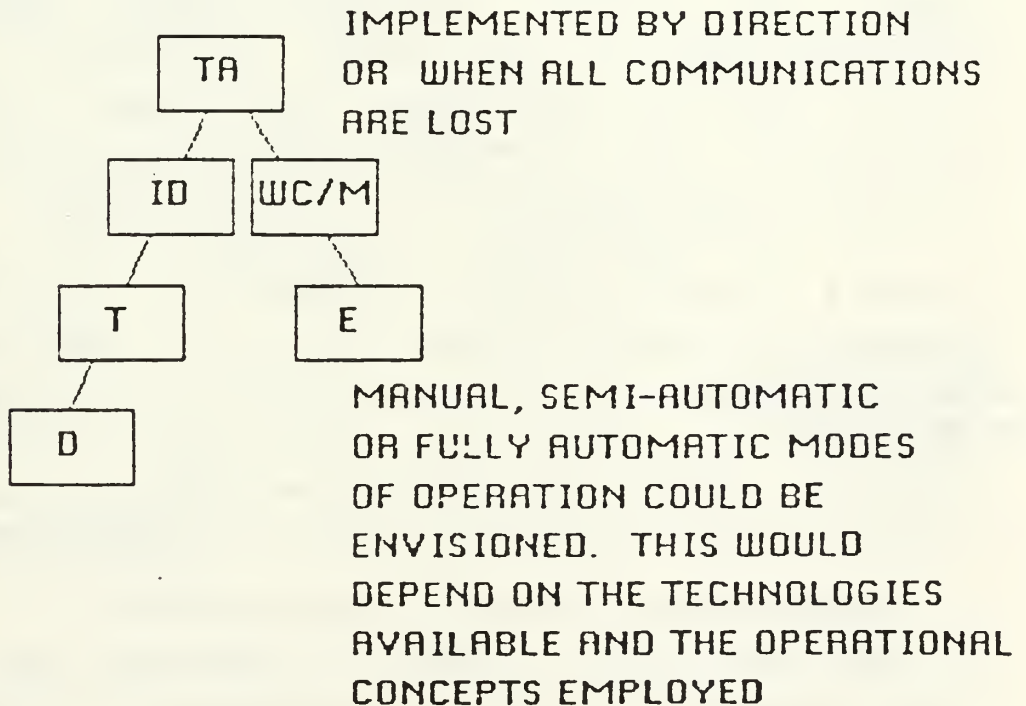 IMPLEMENTED BY DIRECTION
TA
OR WHEN ALL COMMUNICATIONS
ARE LOST
ID WC/M
T E
MANUAL, SEMI-AUTOMATIC
D
OR FULLY AUTOMATIC MODES
OF OPERATION COULD BE
ENVISIONED. THIS WOULD
DEPEND ON THE TECHNOLOGIES
AVAILABLE AND THE OPERATIONAL
CONCEPTS EMPLOYED